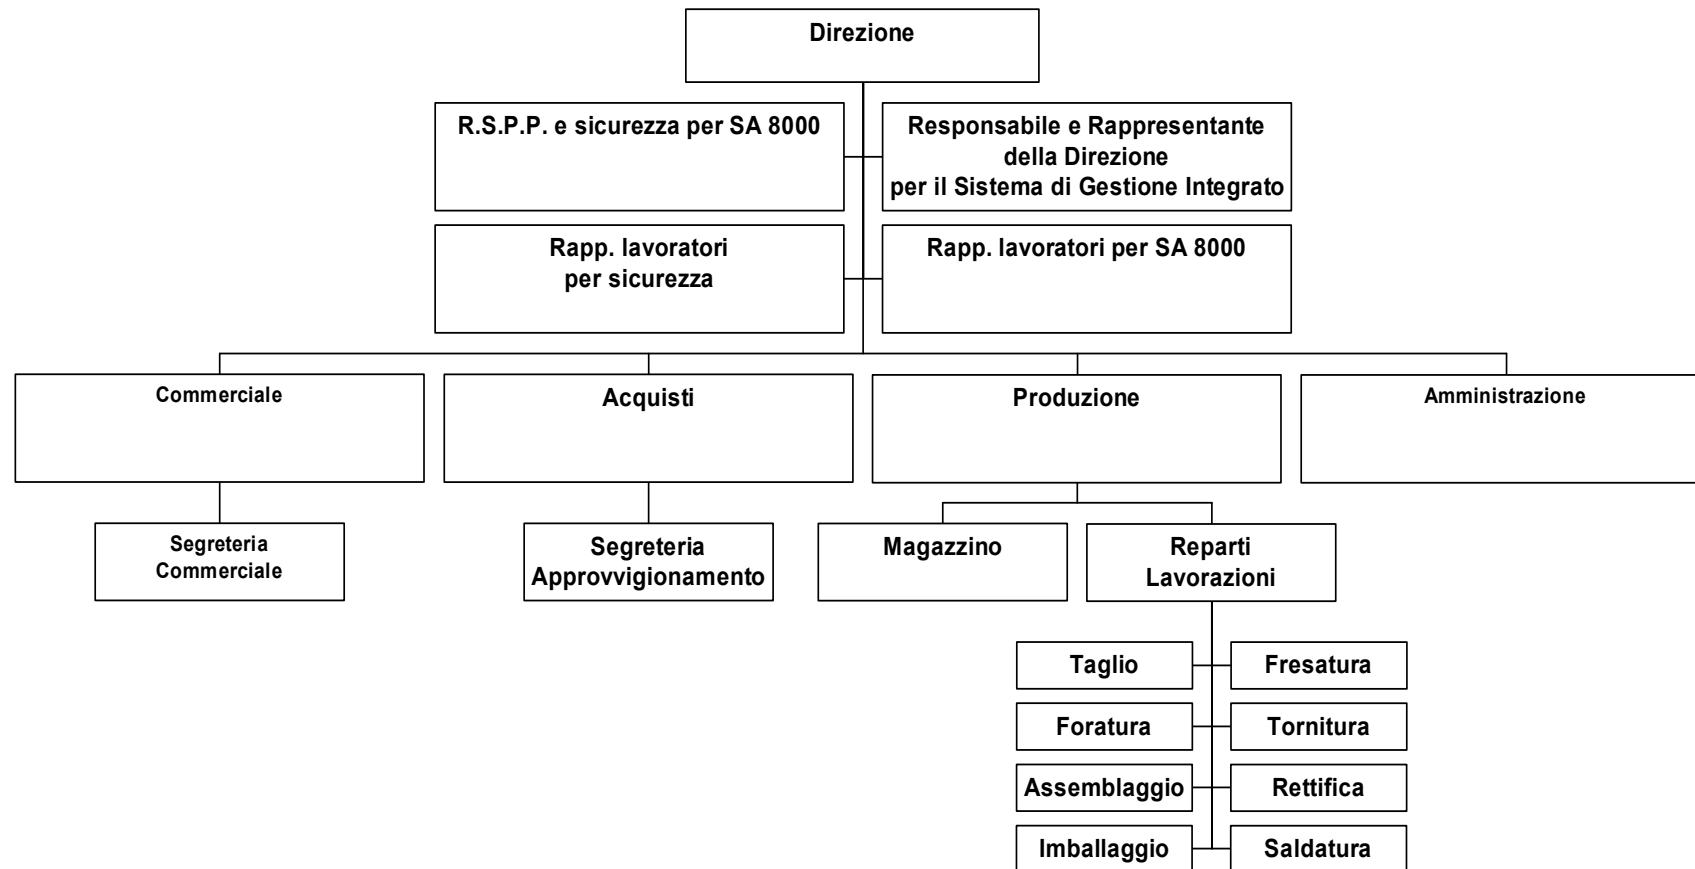 Direzione
R.S.P.P. e sicurezza per SA 8000
Responsabile e Rappresentante
della Direzione
per il Sistema di Gestione Integrato
Rapp. lavoratori
per sicurezza
Rapp. lavoratori per SA 8000
Commerciale
Acquisti
Produzione
Amministrazione
Segreteria
Commerciale
Segreteria
Approvvigionamento
Magazzino
Reparti
Lavorazioni
Taglio
Fresatura
Foratura
Tornitura
Assemblaggio
Rettifica
Imballaggio
Saldatura